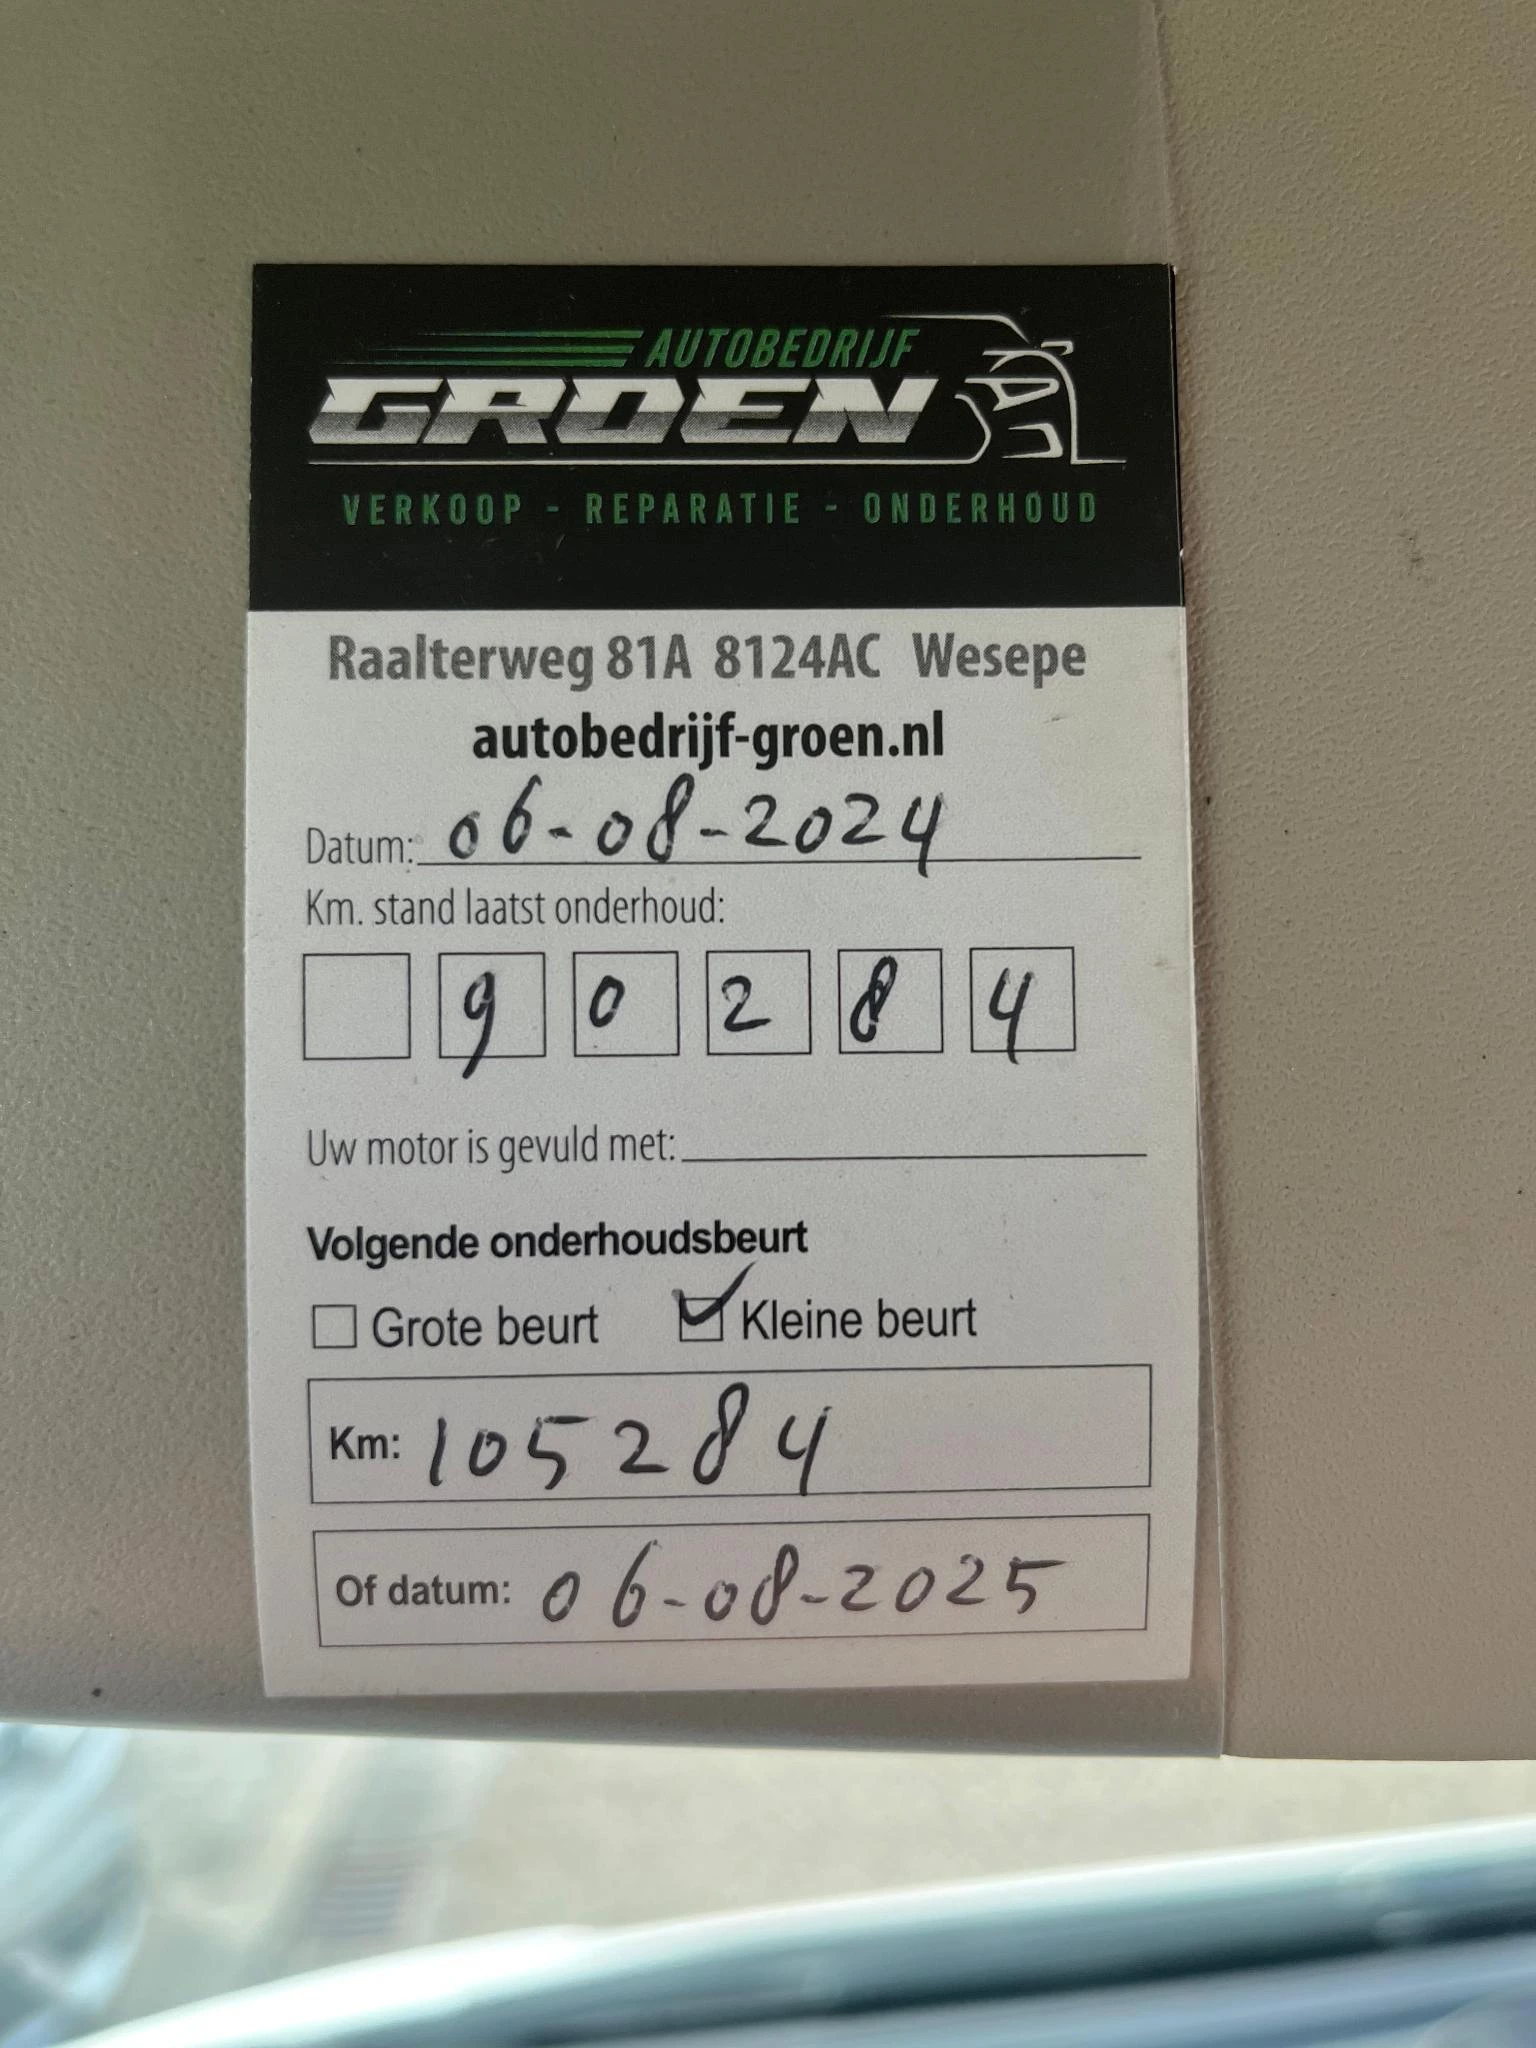 AUTOBEDRIJF
GROEN
VERKOOP - REPARATIE - ONDERHOUD
Raalterweg 81A 8124AC Wesepe
autobedrijf-groen.nl
Datum: 06-08-2024
Km. stand laatst onderhoud:
9 0 2 8 4
Uw motor is gevuld met:
Volgende onderhoudsbeurt
Grote beurt Kleine beurt
Km: 105284
Of datum: 06-08-2025